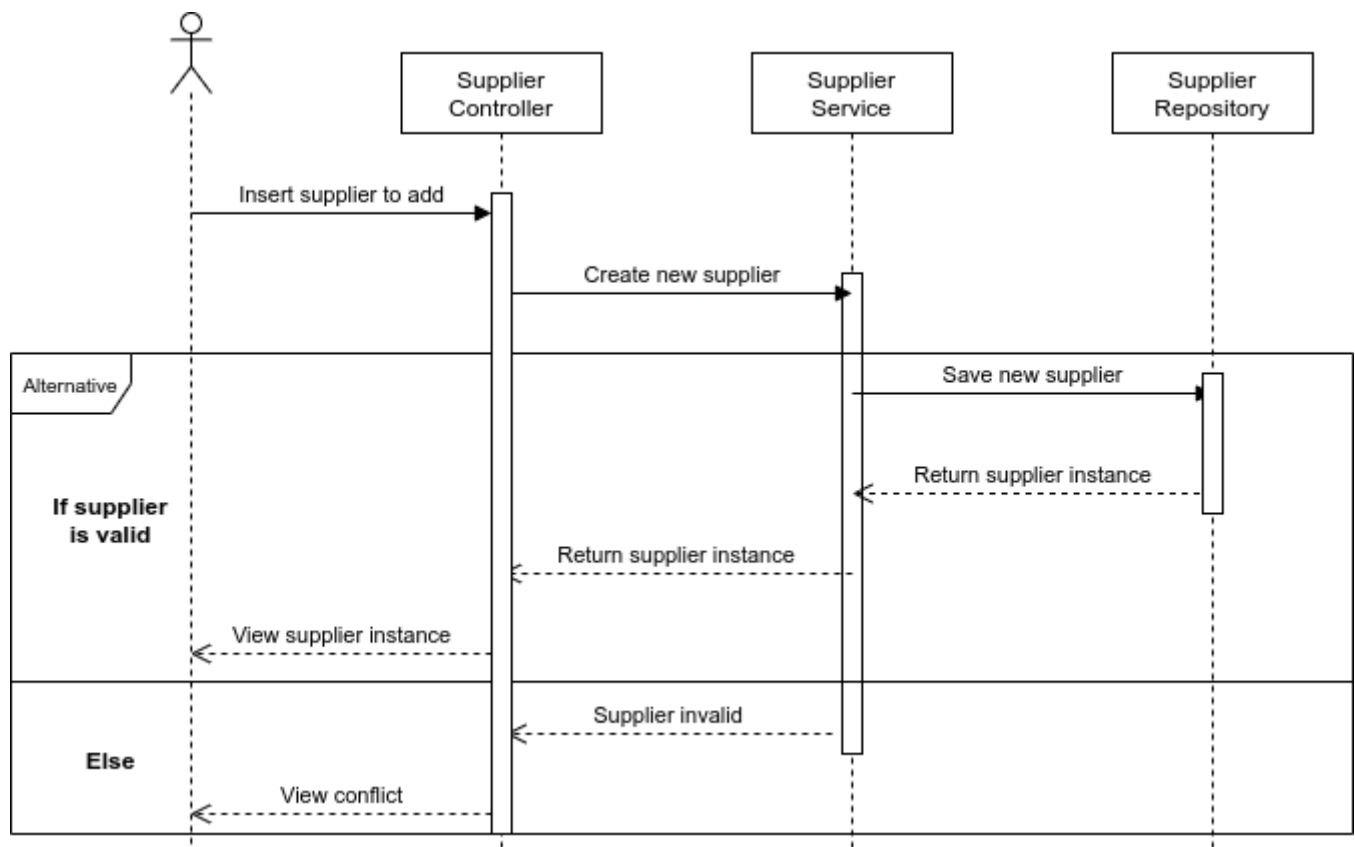 Supplier
Controller
Supplier
Service
Supplier
Repository
Insert supplier to add
Create new supplier
Alternative
Save new supplier
Return supplier instance
If supplier
is valid
Return supplier instance
View supplier instance
Supplier invalid
Else
View conflict